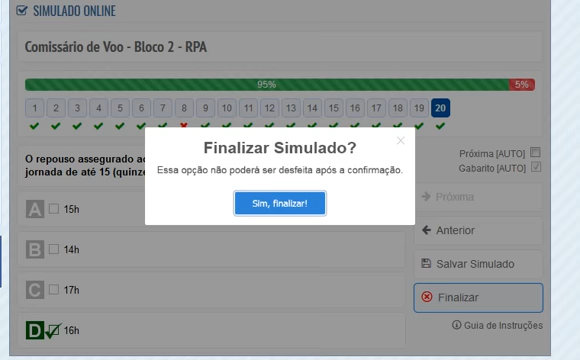 SIMULADO ONLINE
Comissário de Voo - Bloco 2 - RPA
95% 5%
1 2 3 4 5 6 7 8 9 10 11 12 13 14 15 16 17 18 19 20
Finalizar Simulado?
Essa opção não poderá ser desfeita após a confirmação.
Sim, finalizar!
O repouso assegurado
jornada de até 15
Próxima [AUTO]
Gabarito [AUTO]
A 15h
B 14h
C 17h
D 16h
Próxima
Anterior
Salvar Simulado
Finalizar
Guia de Instruções